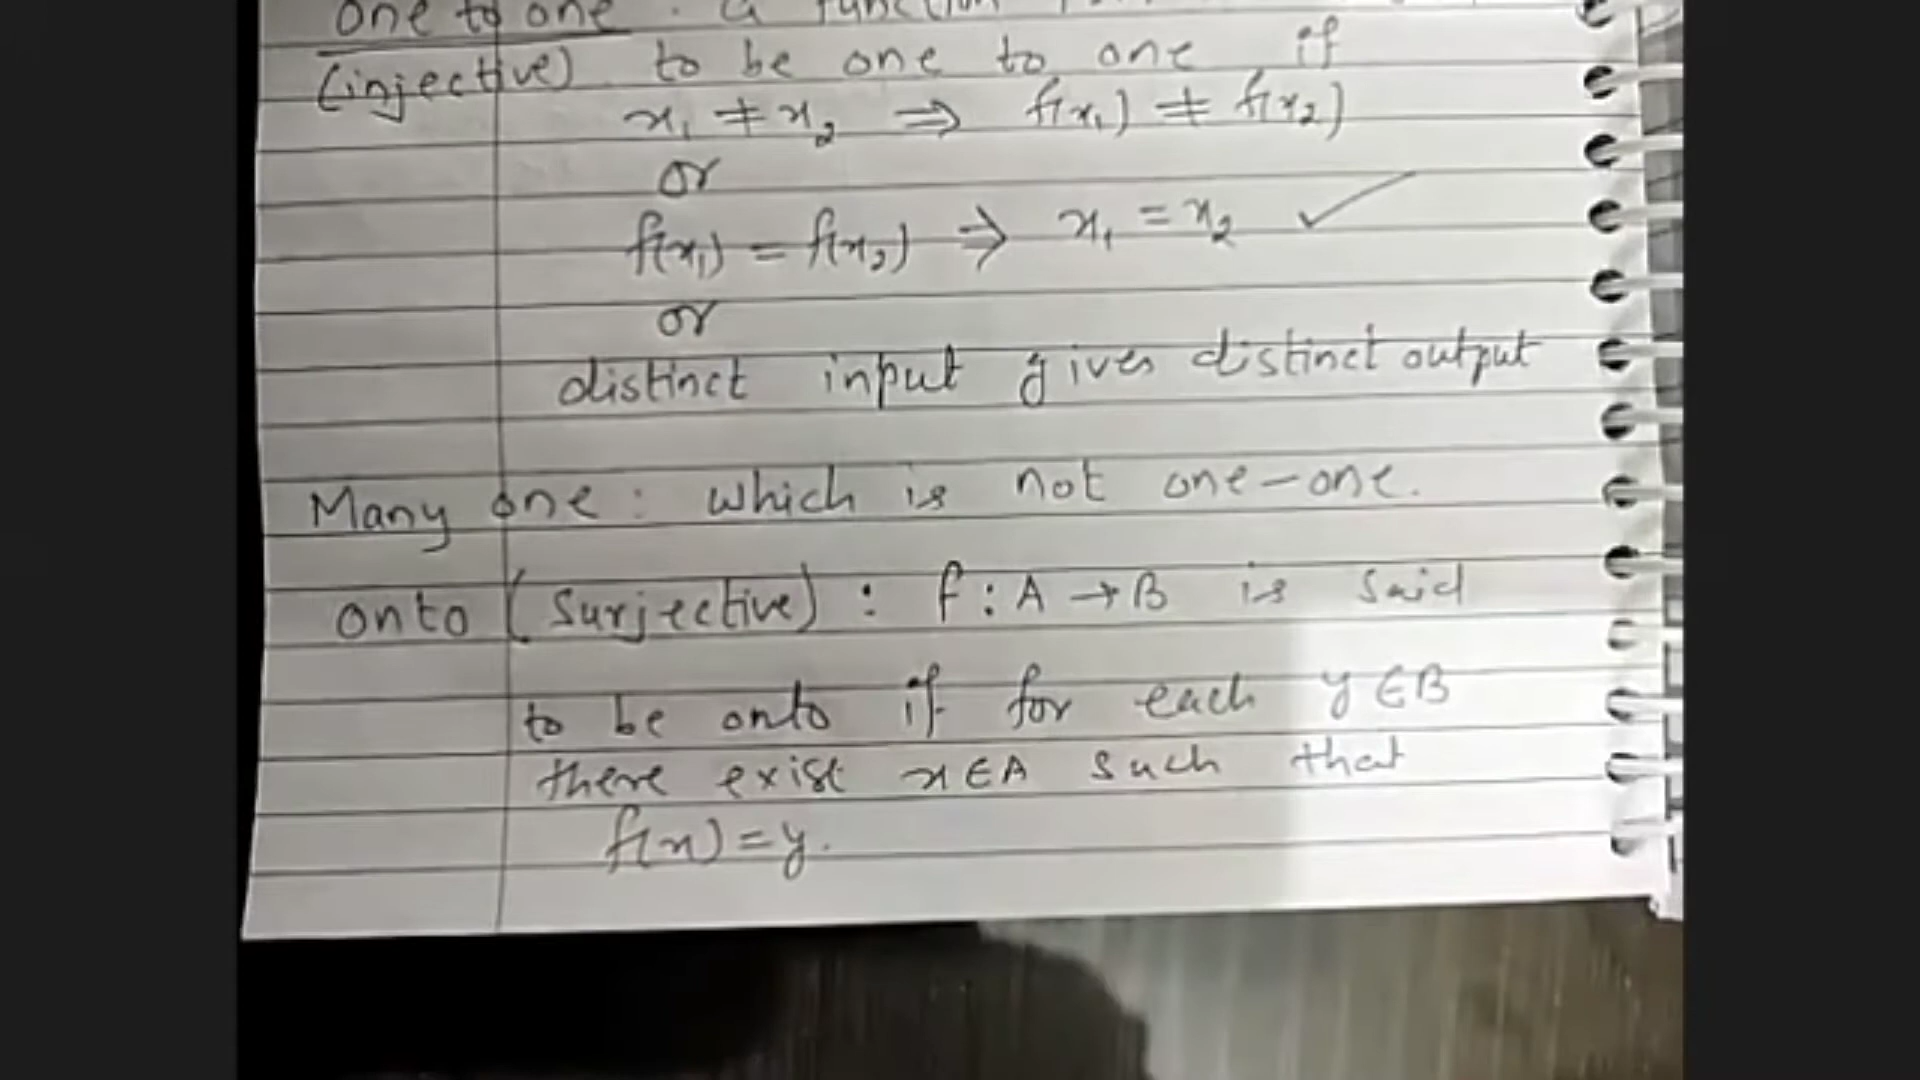 one to one : a function
(injective) to be one to one if
x₁ ≠ x₂ ⇒ f(x₁) ≠ f(x₂)
or
f(x₁) = f(x₂) ⇒ x₁ = x₂ ✓
or
distinct input gives distinct output
Many one : which is not one-one.
onto (Surjective) : f : A → B is said
to be onto if for each y ∈ B
there exist x ∈ A such that
f(x) = y.